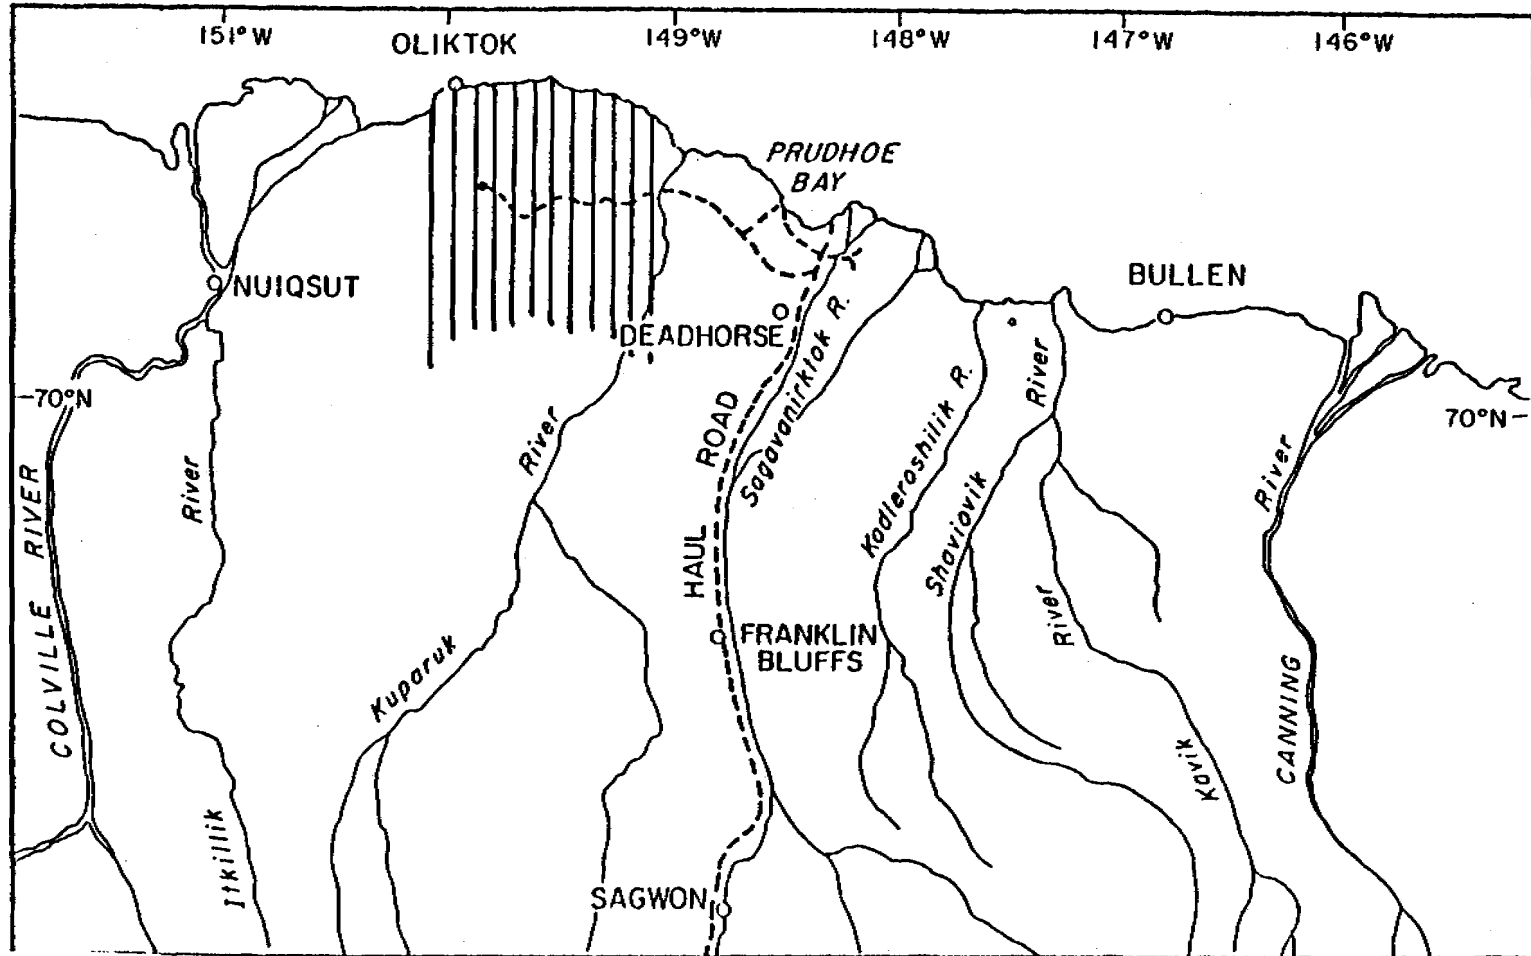 151°W
149°W
148°W
147°W
146°W
OLIKTOK
PRUDHOE
BAY
NUIQSUT
BULLEN
DEADHORSE
-70°N
70°N-
ROAD
HAUL
Sagavanirktok R.
Kadleroshilik R.
River
Shaviovik
River
River
COLVILLE RIVER
River
River
FRANKLIN
BLUFFS
Kuparuk
CANNING
Kavik
Itkillik
SAGWON